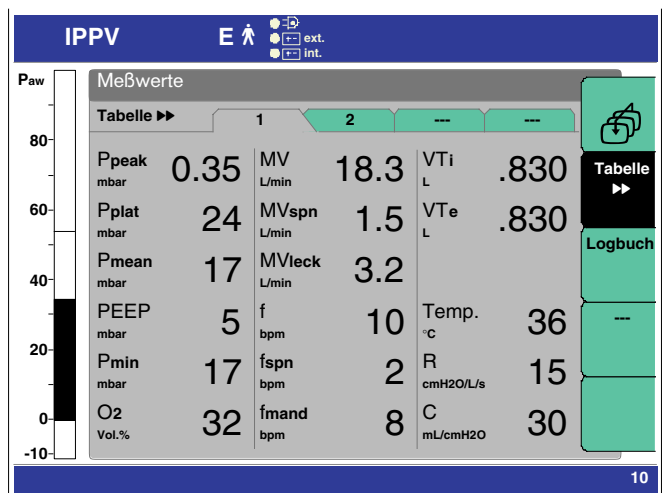 IPPV E ext.
int.
Paw
80
60
40
20
0
-10
Meßwerte
Tabelle 1 2 --- ---
Ppeak mbar 0.35 MV L/min 18.3 VTi L .830
Pplat mbar 24 MVspn L/min 1.5 VTe L .830
Pmean mbar 17 MVleck L/min 3.2
PEEP mbar 5 f bpm 10 Temp. °C 36
Pmin mbar 17 fspn bpm 2 R cmH2O/L/s 15
O2 Vol.% 32 fmand bpm 8 C mL/cmH2O 30
Tabelle
Logbuch
---
10